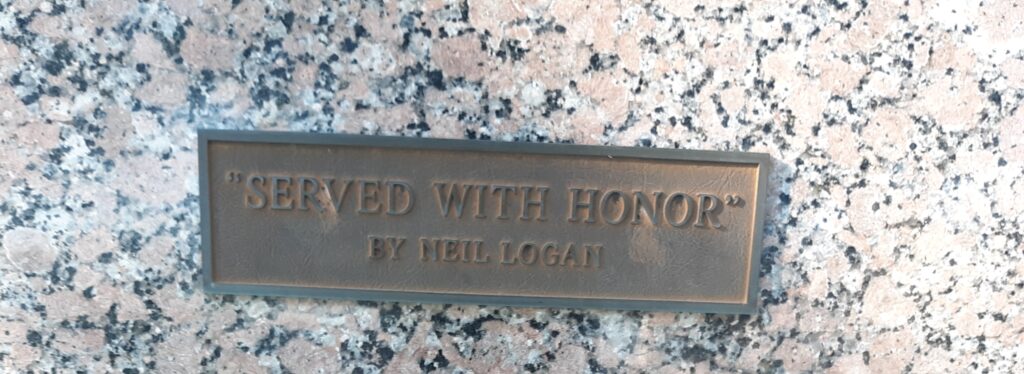 "SERVED WITH HONOR"
BY NEIL LOGAN